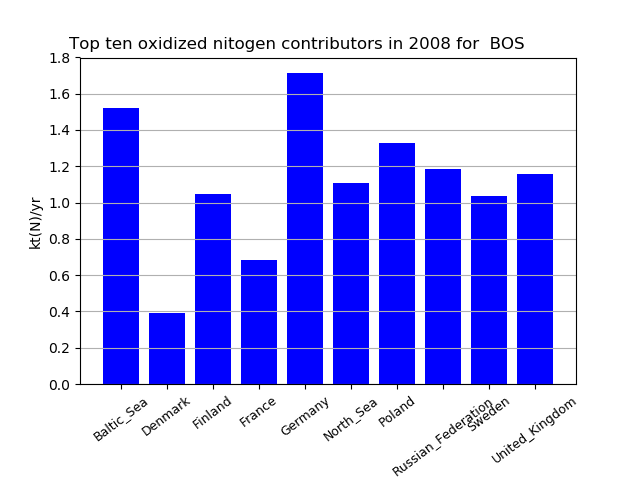 Top ten oxidized nitogen contributors in 2008 for  BOS
kt(N)/yr
1.8
1.6
1.4
1.2
1.0
0.8
0.6
0.4
0.2
0.0
Baltic_Sea
Denmark
Finland
France
Germany
North_Sea
Poland
Russian_Federation
Sweden
United_Kingdom